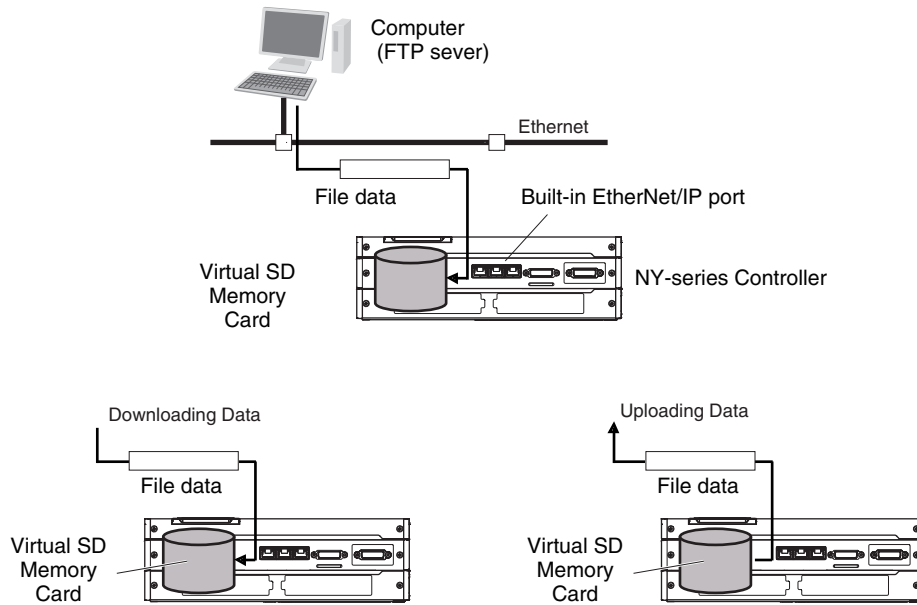 Computer
(FTP sever)
Ethernet
File data
Built-in EtherNet/IP port
Virtual SD
Memory
Card
NY-series Controller
Downloading Data
File data
Virtual SD
Memory
Card
Uploading Data
File data
Virtual SD
Memory
Card